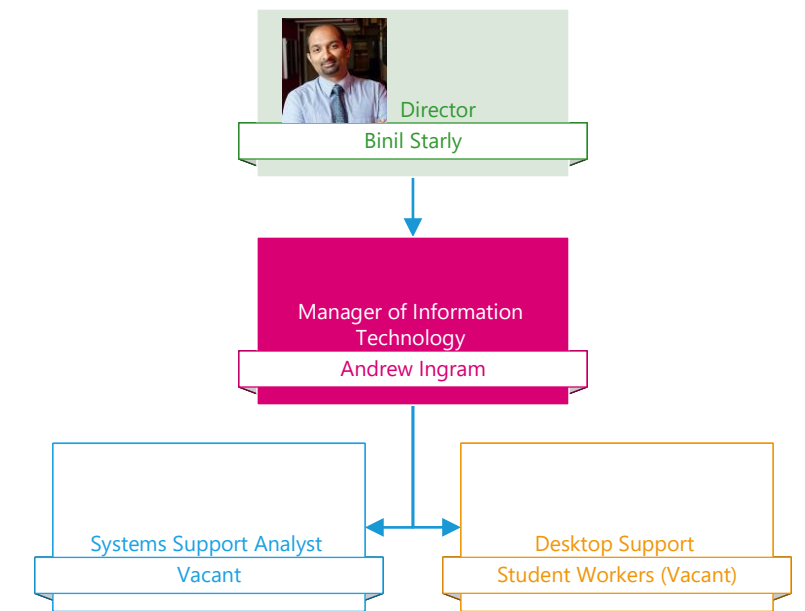 Director
Binil Starly
Manager of Information
Technology
Andrew Ingram
Systems Support Analyst
Vacant
Desktop Support
Student Workers (Vacant)